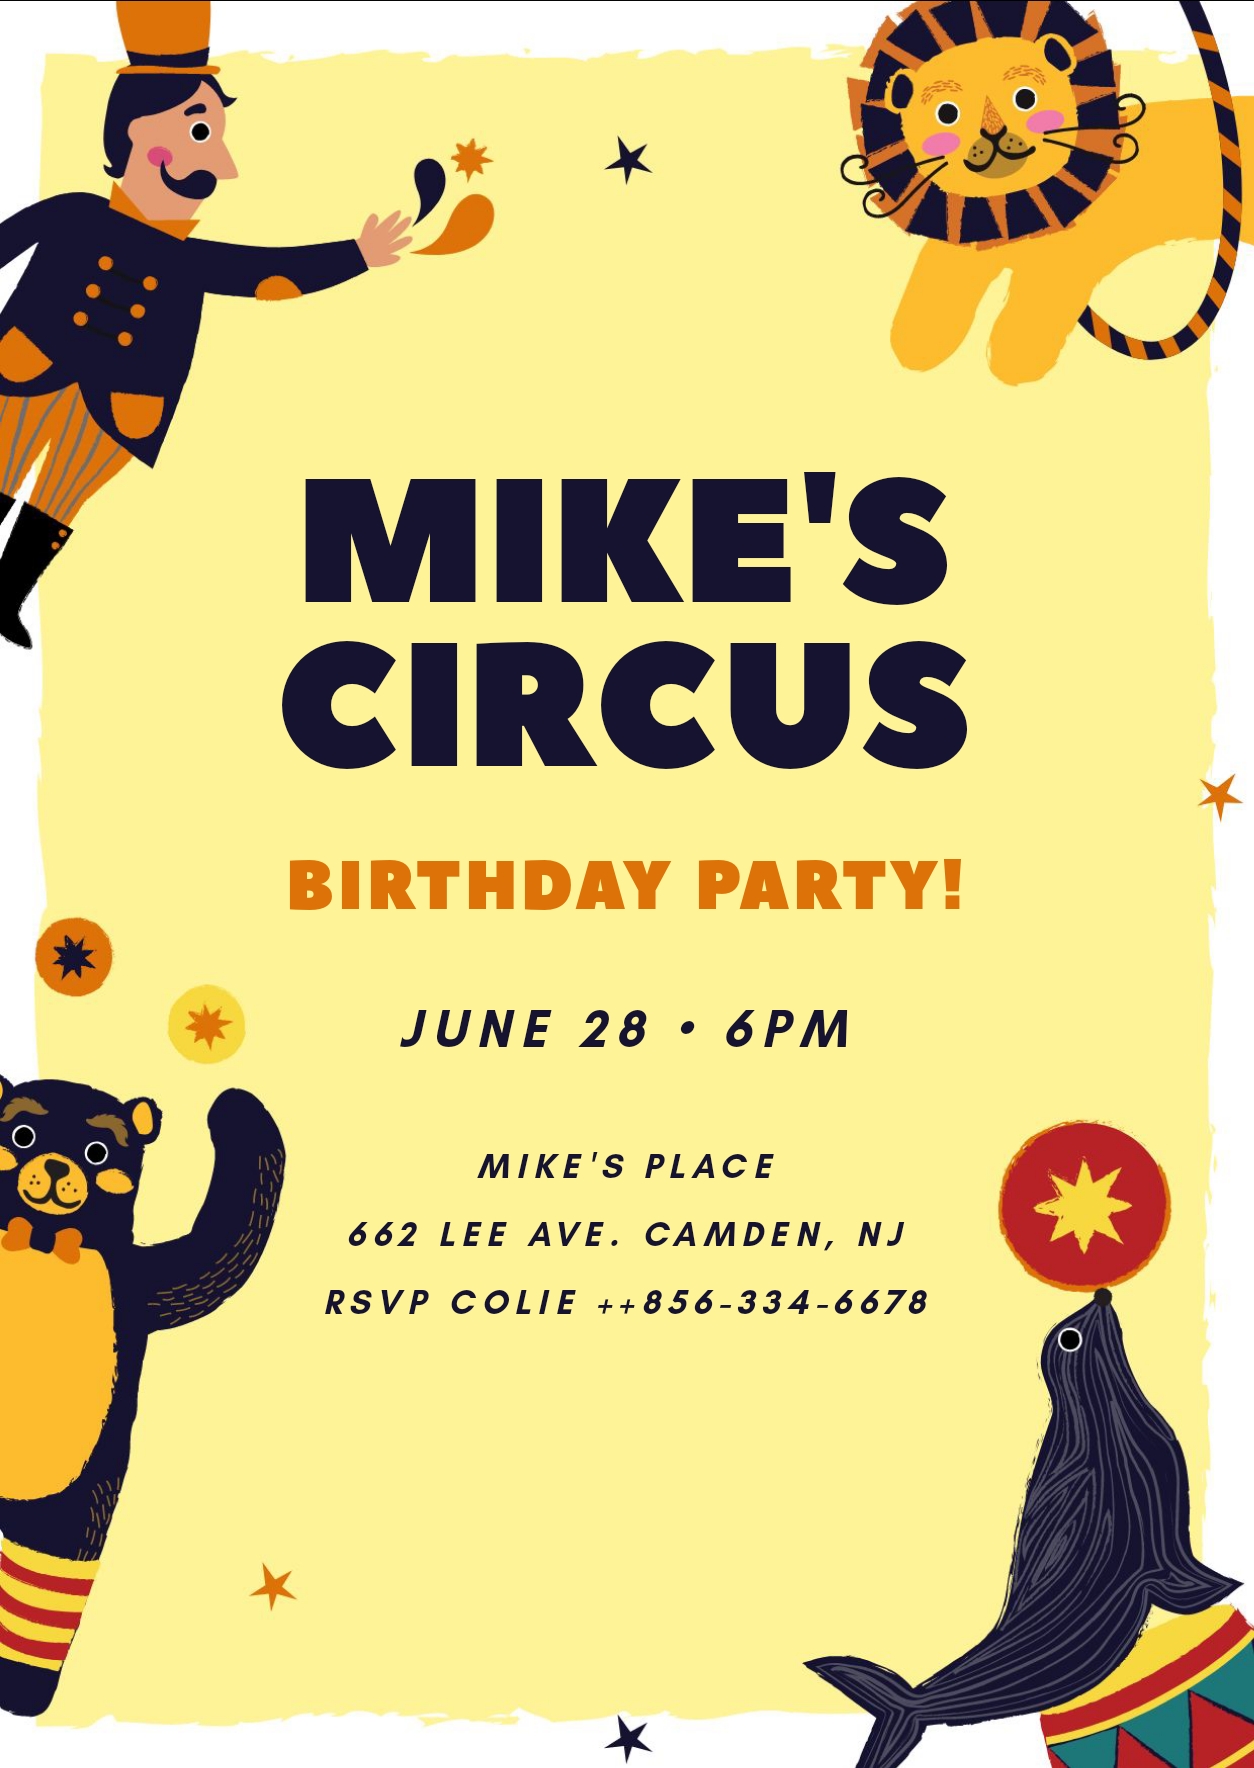 MIKE'S
CIRCUS
BIRTHDAY PARTY!
JUNE 28 • 6PM
MIKE'S PLACE
662 LEE AVE. CAMDEN, NJ
RSVP COLIE ++856-334-6678